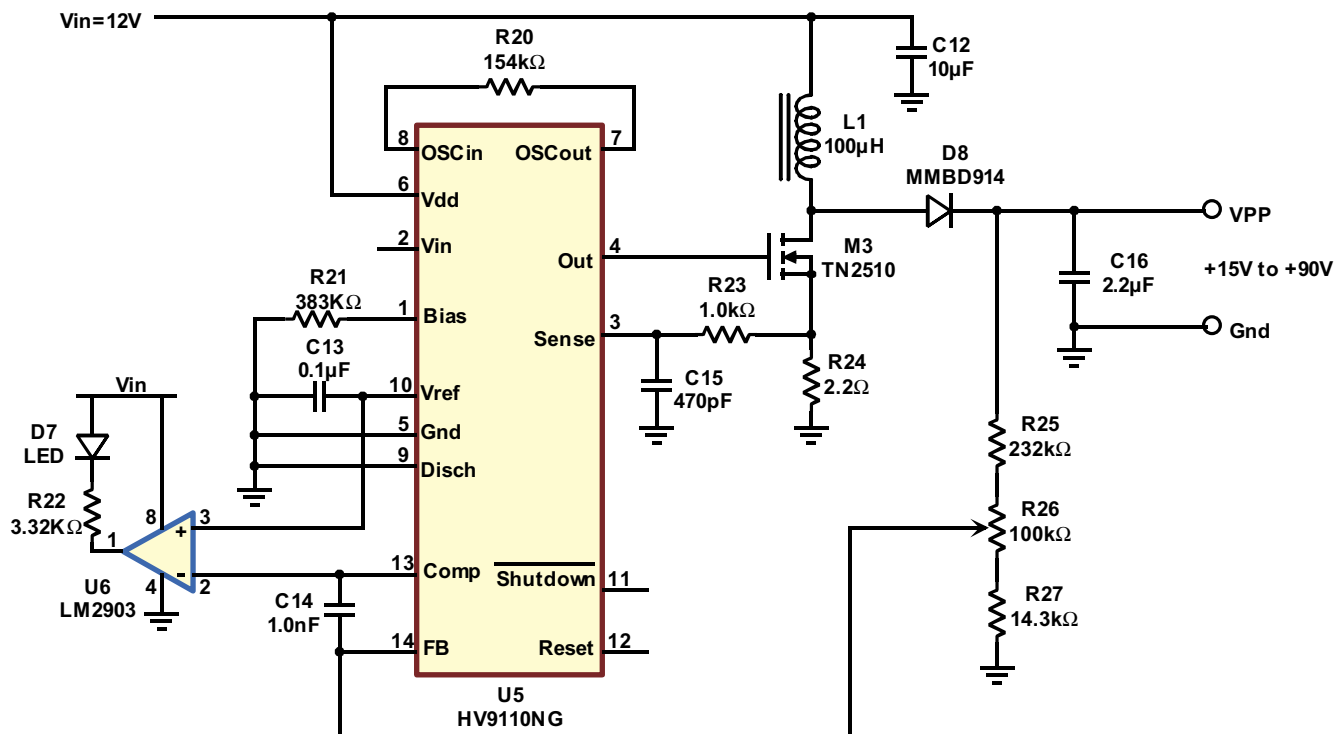 Vin=12V
R20
154kΩ
C12
10µF
L1
100µH
D8
MMBD914
VPP
+15V to +90V
Gnd
C16
2.2µF
M3
TN2510
R23
1.0kΩ
R24
2.2Ω
C15
470pF
R25
232kΩ
R26
100kΩ
R27
14.3kΩ
8
OSCin
7
OSCout
6
Vdd
2
Vin
4
Out
R21
383KΩ
1
Bias
3
Sense
C13
0.1µF
10
Vref
5
Gnd
9
Disch
Vin
D7
LED
R22
3.32KΩ
1
8
+
3
4
-
2
U6
LM2903
13
Comp
Shutdown
11
C14
1.0nF
14
FB
Reset
12
U5
HV9110NG